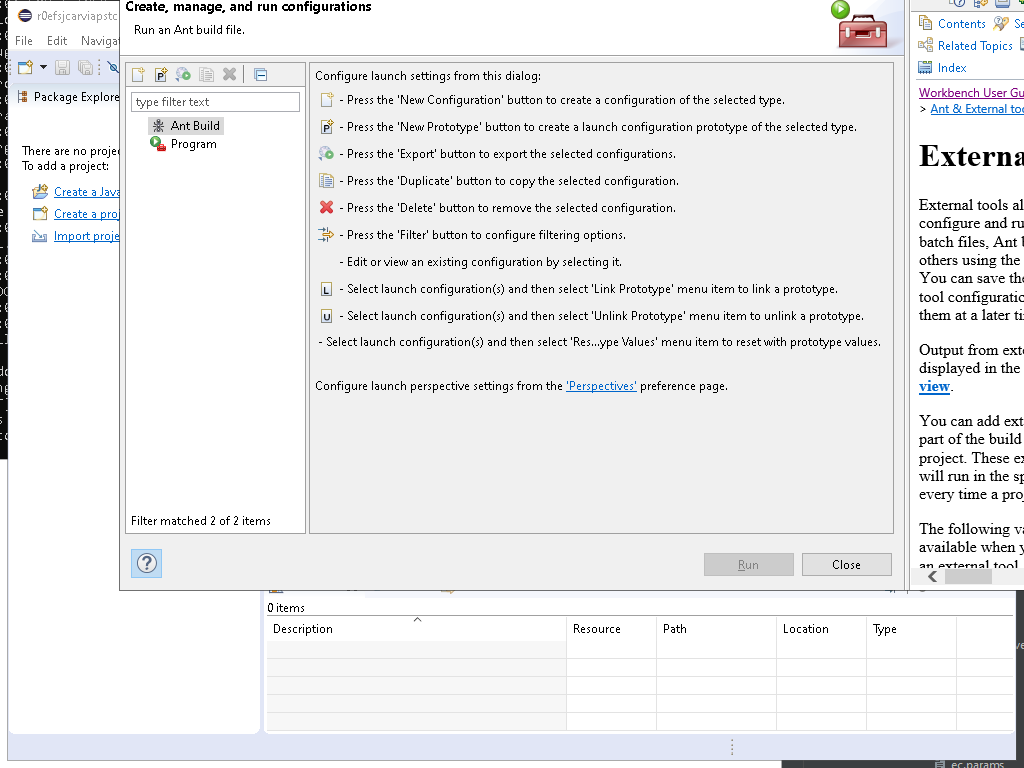 Create, manage, and run configurations
Run an Ant build file.
r0efsjcarviapstc
File Edit Navigat
Package Explore
There are no projec
To add a project:
Create a Java
Create a proj
Import proje
type filter text
Ant Build
Program
Filter matched 2 of 2 items
Configure launch settings from this dialog:
- Press the 'New Configuration' button to create a configuration of the selected type.
- Press the 'New Prototype' button to create a launch configuration prototype of the selected type.
- Press the 'Export' button to export the selected configurations.
- Press the 'Duplicate' button to copy the selected configuration.
- Press the 'Delete' button to remove the selected configuration.
- Press the 'Filter' button to configure filtering options.
- Edit or view an existing configuration by selecting it.
- Select launch configuration(s) and then select 'Link Prototype' menu item to link a prototype.
- Select launch configuration(s) and then select 'Unlink Prototype' menu item to unlink a prototype.
- Select launch configuration(s) and then select 'Res...ype Values' menu item to reset with prototype values.
Configure launch perspective settings from the 'Perspectives' preference page.
Run
Close
Contents
Se
Related Topics
Index
Workbench User Gu
> Ant & External too
Externa
External tools al
configure and ru
batch files, Ant b
others using the
You can save the
tool configuratio
them at a later ti
Output from exte
displayed in the
view.
You can add exte
part of the build
project. These ex
will run in the sp
every time a proj
The following va
available when y
an external tool
0 items
Description Resource Path Location Type
ec.params